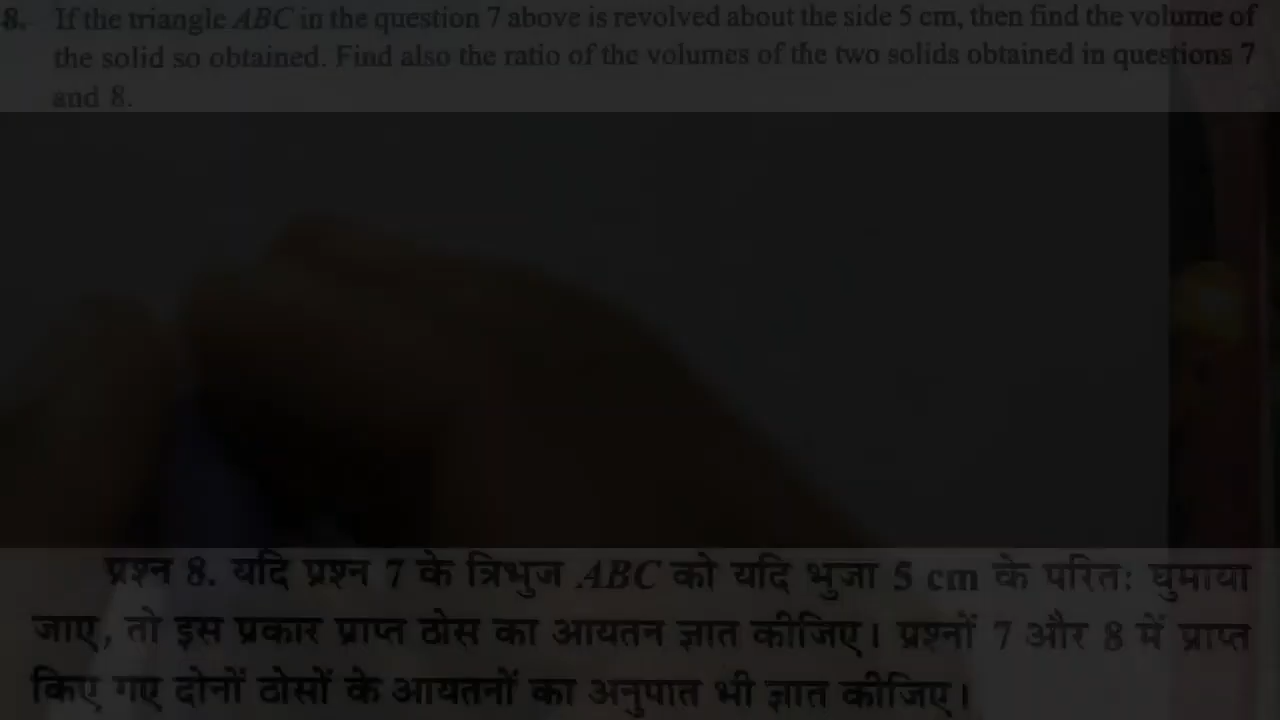 8. If the triangle ABC in the question 7 above is revolved about the side 5 cm, then find the volume of
the solid so obtained. Find also the ratio of the volumes of the two solids obtained in questions 7
and 8.
प्रश्न 8. यदि प्रश्न 7 के त्रिभुज ABC को यदि भुजा 5 cm के परितः घुमाया
जाए, तो इस प्रकार प्राप्त ठोस का आयतन ज्ञात कीजिए। प्रश्नों 7 और 8 में प्राप्त
किए गए दोनों ठोसों के आयतनों का अनुपात भी ज्ञात कीजिए।